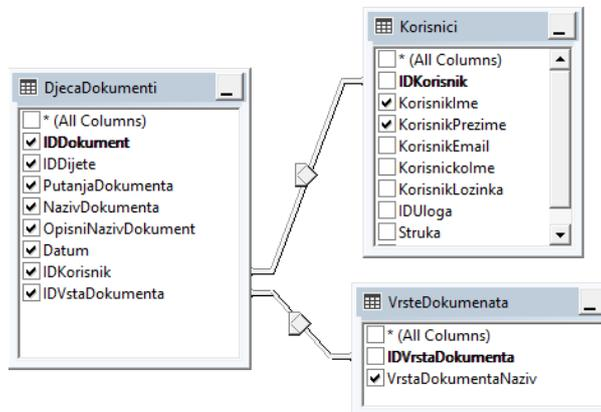 DjecaDokumenti
* (All Columns)
IDDokument
IDDijete
PutanjaDokumenta
NazivDokumenta
OpisniNazivDokument
Datum
IDKorisnik
IDVstaDokumenta
Korisnici
* (All Columns)
IDKorisnik
KorisnikIme
KorisnikPrezime
KorisnikEmail
KorisnickoIme
KorisnikLozinka
IDUloga
Struka
VrsteDokumenata
* (All Columns)
IDVrstaDokumenta
VrstaDokumentaNaziv